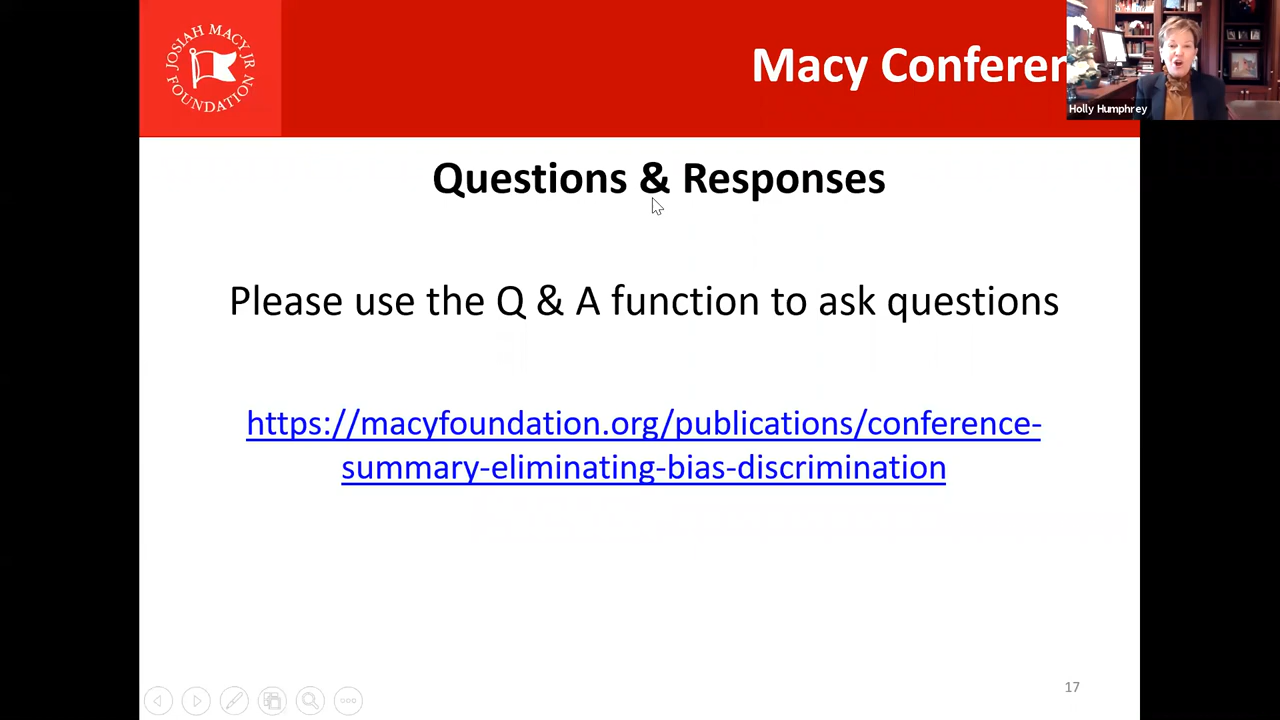 JOSIAH MACY JR
FOUNDATION
Macy Conferen
Holly Humphrey
Questions & Responses
Please use the Q & A function to ask questions
https://macyfoundation.org/publications/conference-
summary-eliminating-bias-discrimination
17